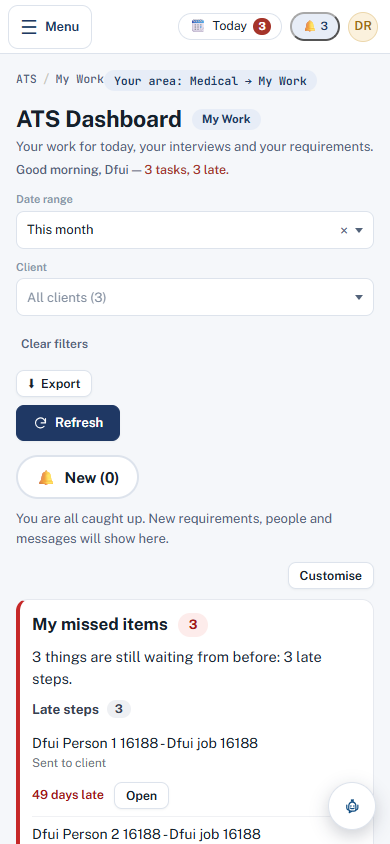 Menu
Today 3
3
DR
ATS / My Work
Your area: Medical → My Work
ATS Dashboard
My Work
Your work for today, your interviews and your requirements.
Good morning, Dfui — 3 tasks, 3 late.
Date range
This month
×
Client
All clients (3)
Clear filters
⬇ Export
Refresh
New (0)
You are all caught up. New requirements, people and
messages will show here.
Customise
My missed items 3
3 things are still waiting from before: 3 late
steps.
Late steps 3
Dfui Person 1 16188 - Dfui job 16188
Sent to client
49 days late
Open
Dfui Person 2 16188 - Dfui job 16188